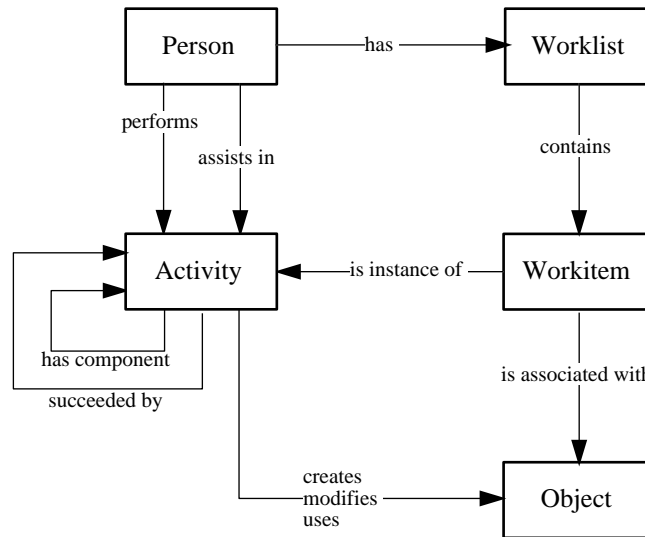 Person
has
Worklist
performs
assists in
contains
Activity
is instance of
Workitem
has component
succeeded by
is associated with
creates
modifies
uses
Object